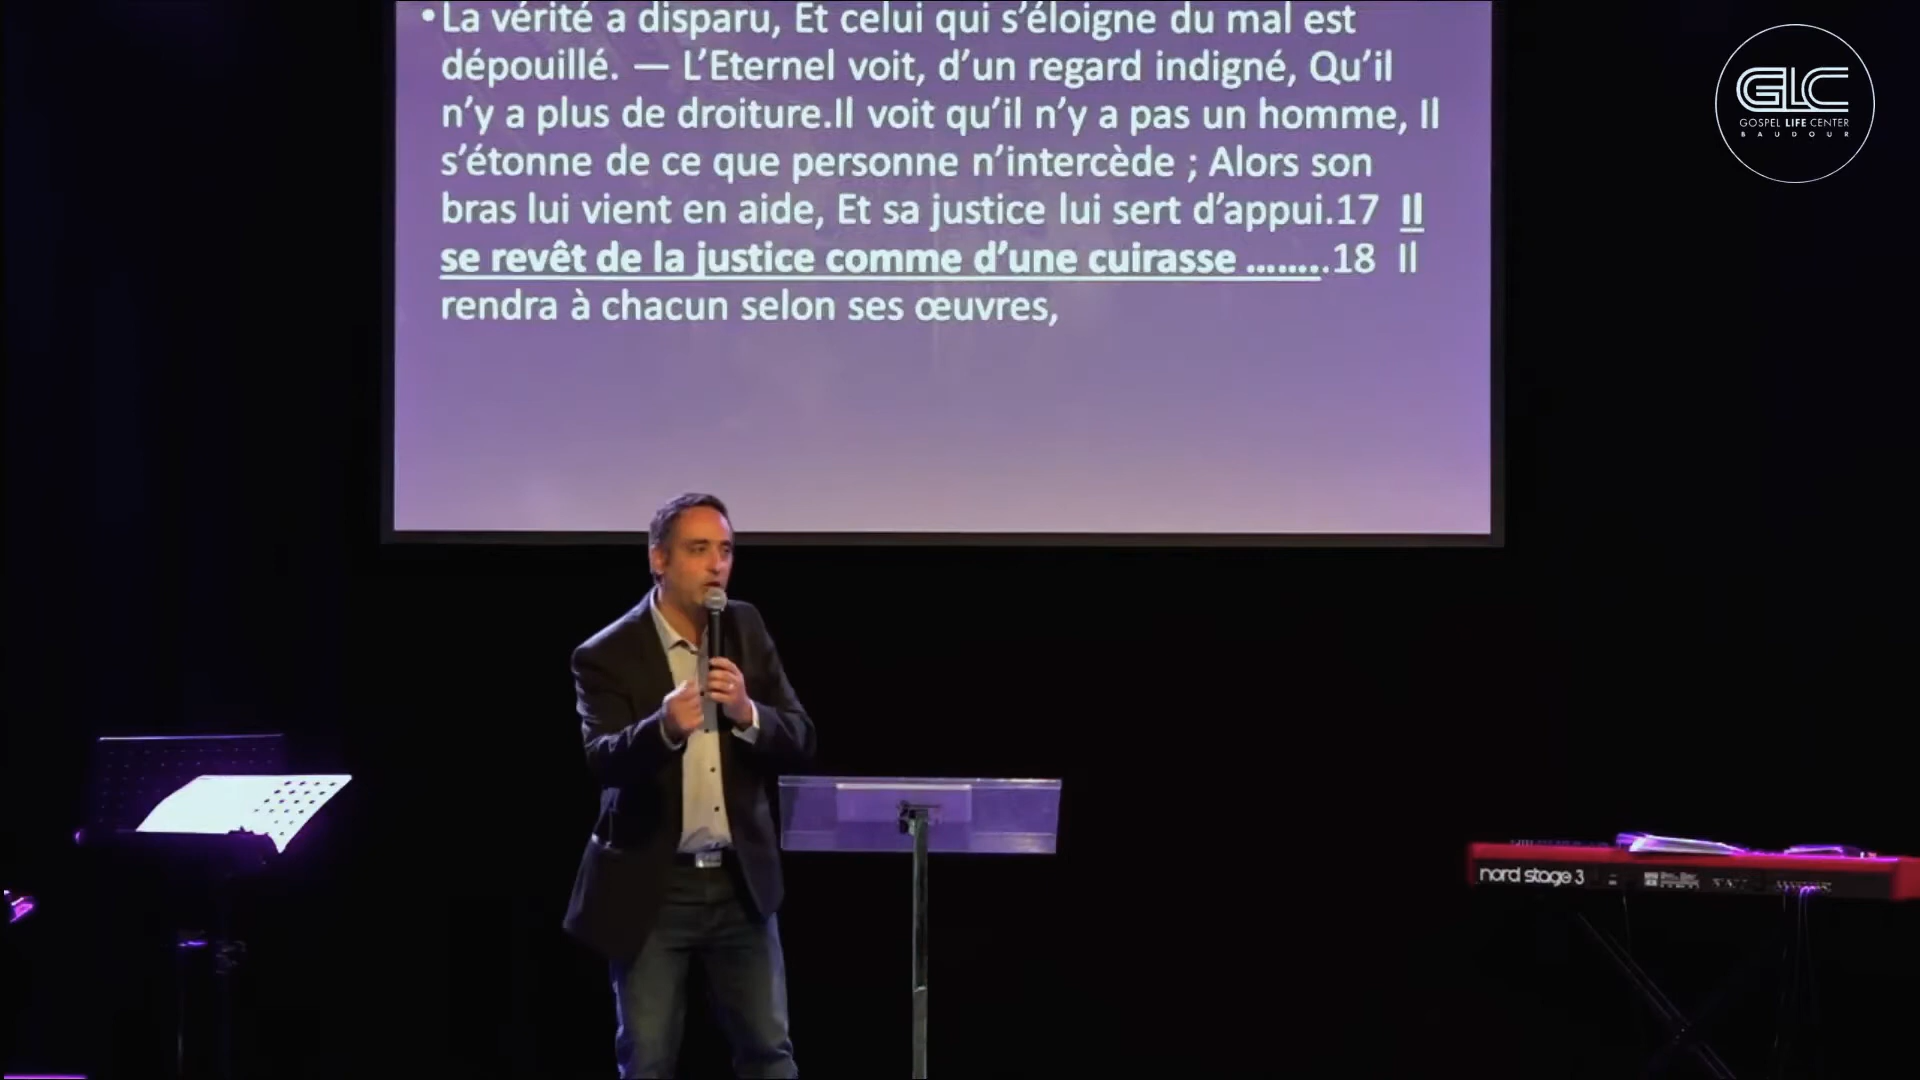 • La vérité a disparu, Et celui qui s’éloigne du mal est
dépouillé. — L’Eternel voit, d’un regard indigné, Qu’il
n’y a plus de droiture.Il voit qu’il n’y a pas un homme, Il
s’étonne de ce que personne n’intercède ; Alors son
bras lui vient en aide, Et sa justice lui sert d’appui.17 Il
se revêt de la justice comme d’une cuirasse ........18 Il
rendra à chacun selon ses œuvres,
GLC
GOSPEL LIFE CENTER
BAUDOUR
nord stage 3